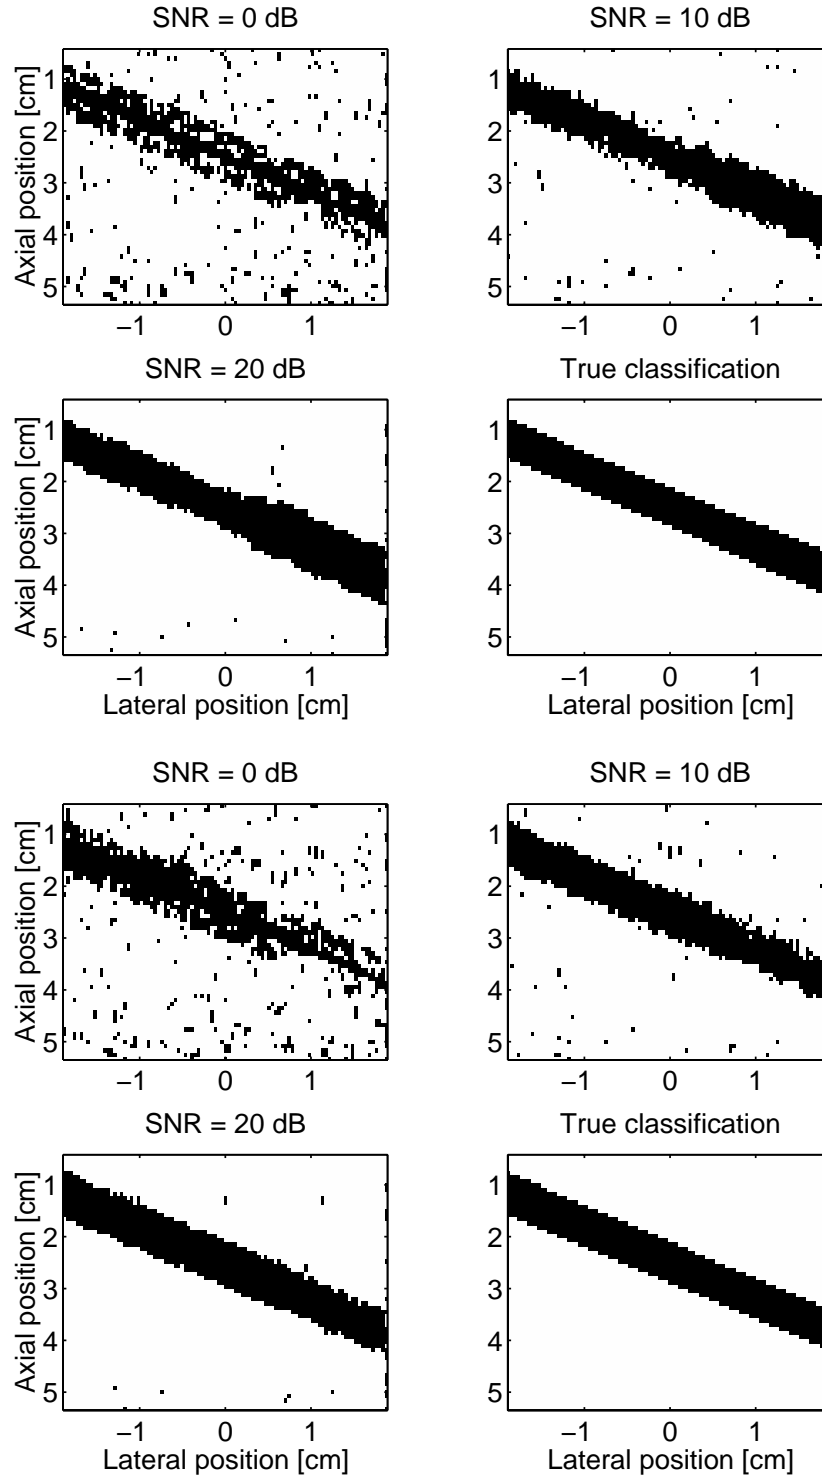 SNR = 0 dB
SNR = 10 dB
Axial position [cm]
1
2
3
4
5
1
2
3
4
5
−1 0 1
−1 0 1
SNR = 20 dB
True classification
Axial position [cm]
1
2
3
4
5
1
2
3
4
5
−1 0 1
−1 0 1
Lateral position [cm]
Lateral position [cm]
SNR = 0 dB
SNR = 10 dB
Axial position [cm]
1
2
3
4
5
1
2
3
4
5
−1 0 1
−1 0 1
SNR = 20 dB
True classification
Axial position [cm]
1
2
3
4
5
1
2
3
4
5
−1 0 1
−1 0 1
Lateral position [cm]
Lateral position [cm]